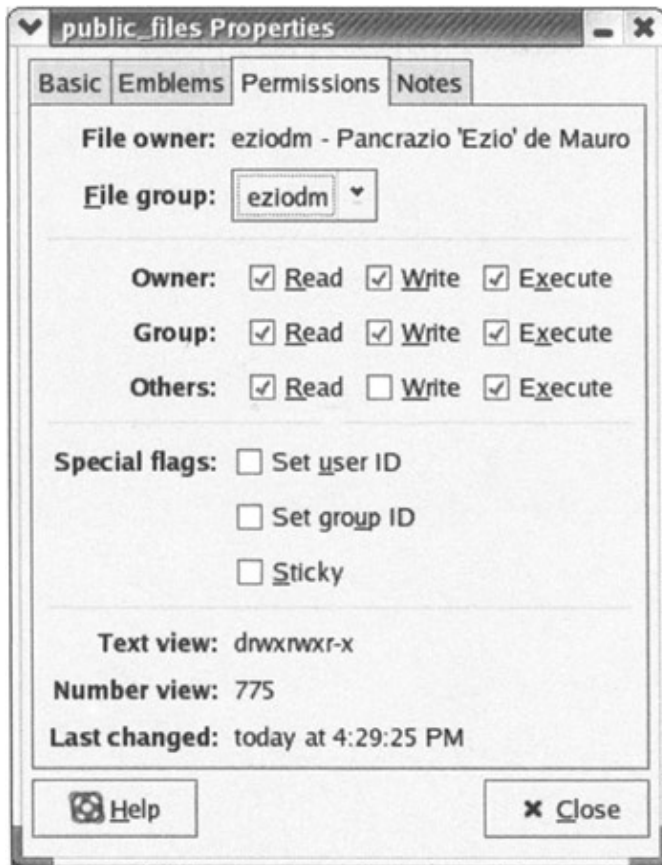 public_files Properties
Basic Emblems Permissions Notes
File owner: eziodm - Pancrazio 'Ezio' de Mauro
File group: eziodm
Owner: Read Write Execute
Group: Read Write Execute
Others: Read Write Execute
Special flags: Set user ID
Set group ID
Sticky
Text view: drwxrwxr-x
Number view: 775
Last changed: today at 4:29:25 PM
Help Close